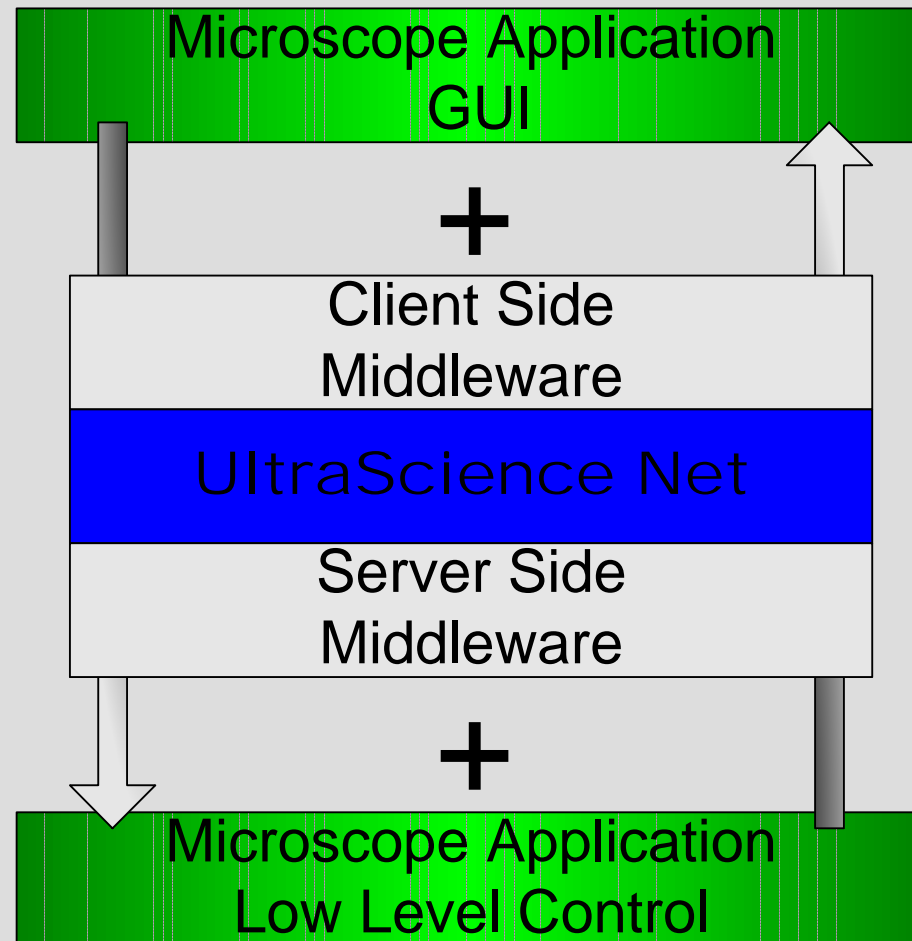 Microscope Application
GUI
+
Client Side
Middleware
UltraScience Net
Server Side
Middleware
+
Microscope Application
Low Level Control